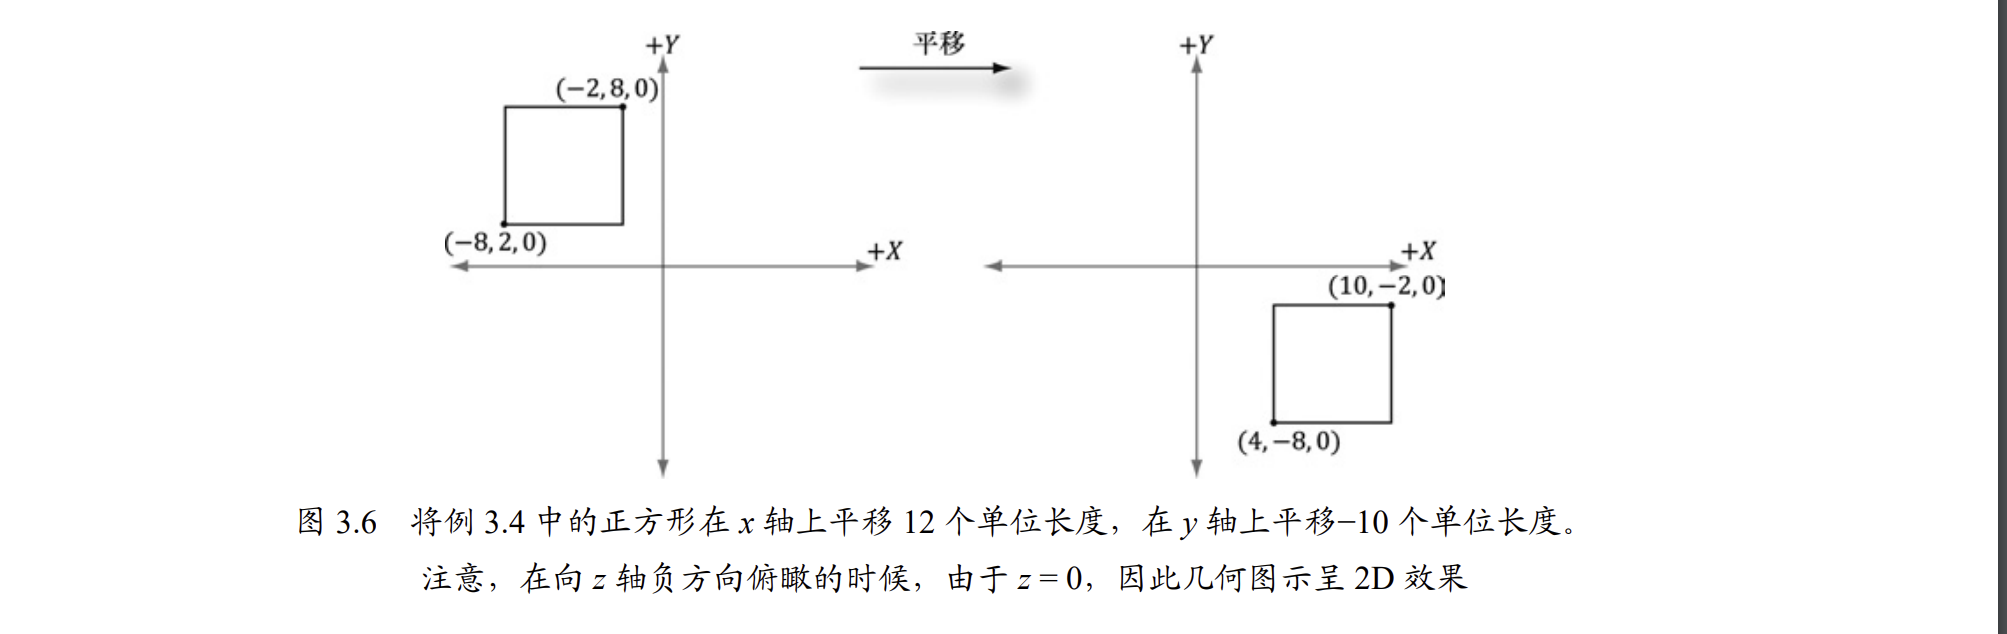 +Y
(−2,8,0)
(−8,2,0)
+X
平移
+Y
+X
(10,−2,0)
(4,−8,0)
图 3.6 将例 3.4 中的正方形在 x 轴上平移 12 个单位长度，在 y 轴上平移−10 个单位长度。
注意，在向 z 轴负方向俯瞰的时候，由于 z = 0，因此几何图示呈 2D 效果